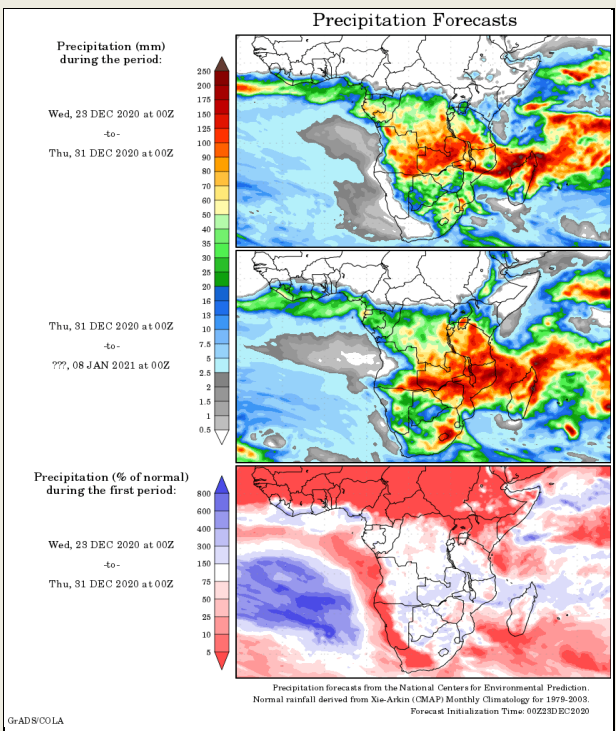 Precipitation Forecasts
Precipitation (mm)
during the period:
Wed, 23 DEC 2020 at 00Z
-to-
Thu, 31 DEC 2020 at 00Z
250
200
175
150
125
100
90
80
70
60
50
40
35
30
25
20
16
13
10
7.5
5
2.5
2
1.5
1
0.5
Thu, 31 DEC 2020 at 00Z
-to-
???, 08 JAN 2021 at 00Z
Precipitation (% of normal)
during the first period:
Wed, 23 DEC 2020 at 00Z
-to-
Thu, 31 DEC 2020 at 00Z
800
600
400
300
150
75
50
25
10
5
Precipitation forecasts from the National Centers for Environmental Prediction.
Normal rainfall derived from Xie-Arkin (CMAP) Monthly Climatology for 1979-2003.
Forecast Initialization Time: 00Z23DEC2020
GrADS/COLA